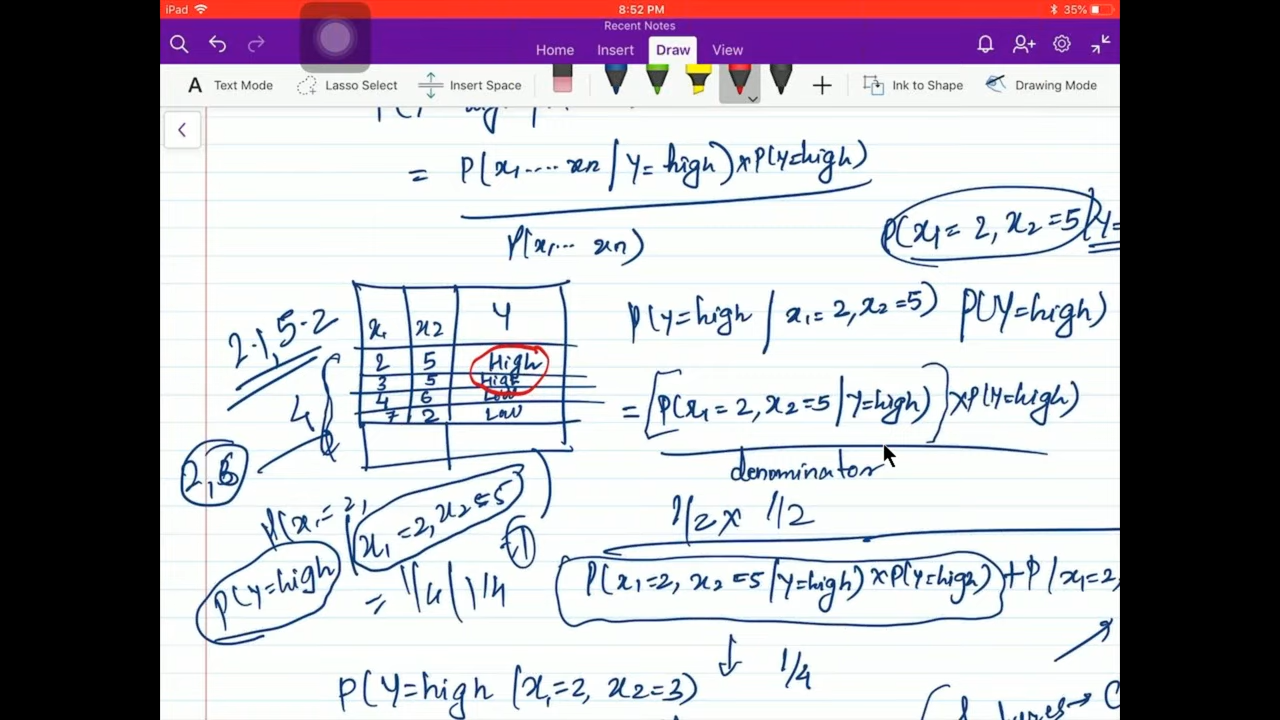 iPad
8:52 PM
35%
Recent Notes
Home Insert Draw View
A Text Mode Lasso Select Insert Space Ink to Shape Drawing Mode
= P(x1.... xn / Y= high) x P(Y=high)
P(x1... xn)
P(x1= 2, x2 =5 / Y=
x1 x2 Y
2 5 High
3 5 High
4 6 Low
7 2 Low
2.1, 5.2
4
2, 6
P(Y=high / x1= 2, x2 =5) P(Y=high)
= [P(x1= 2, x2=5 / Y=high)] x P(Y=high)
denominator
1/2 x 1/2
P(x1= 2,
P(Y=high | x1=2, x2=5) = 1
= 1/4 | 1/4
P(x1=2, x2 =5 / Y=high) x P(Y=high) + P(x1=2,
↓ 1/4
P(Y=high (x1=2, x2=3)